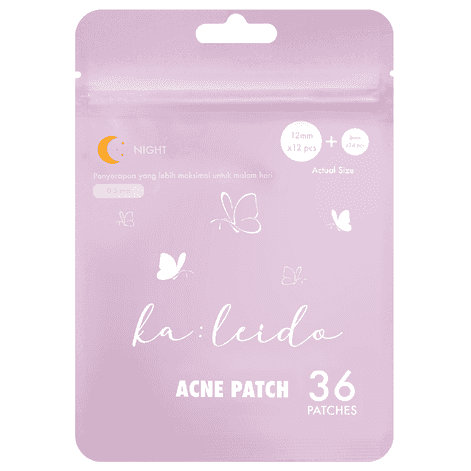 NIGHT
Penyerapan yang lebih maksimal untuk malam hari
12mm
x12 pcs
+
8mm
Actual Size
ka:leido
ACNE PATCH
36
PATCHES